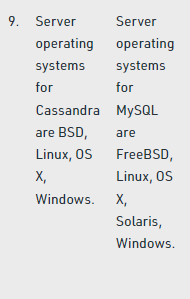 9. Server Server
operating operating
systems systems
for for
Cassandra MySQL
are BSD, are
Linux, OS FreeBSD,
X, Linux, OS
Windows. X,
Solaris,
Windows.